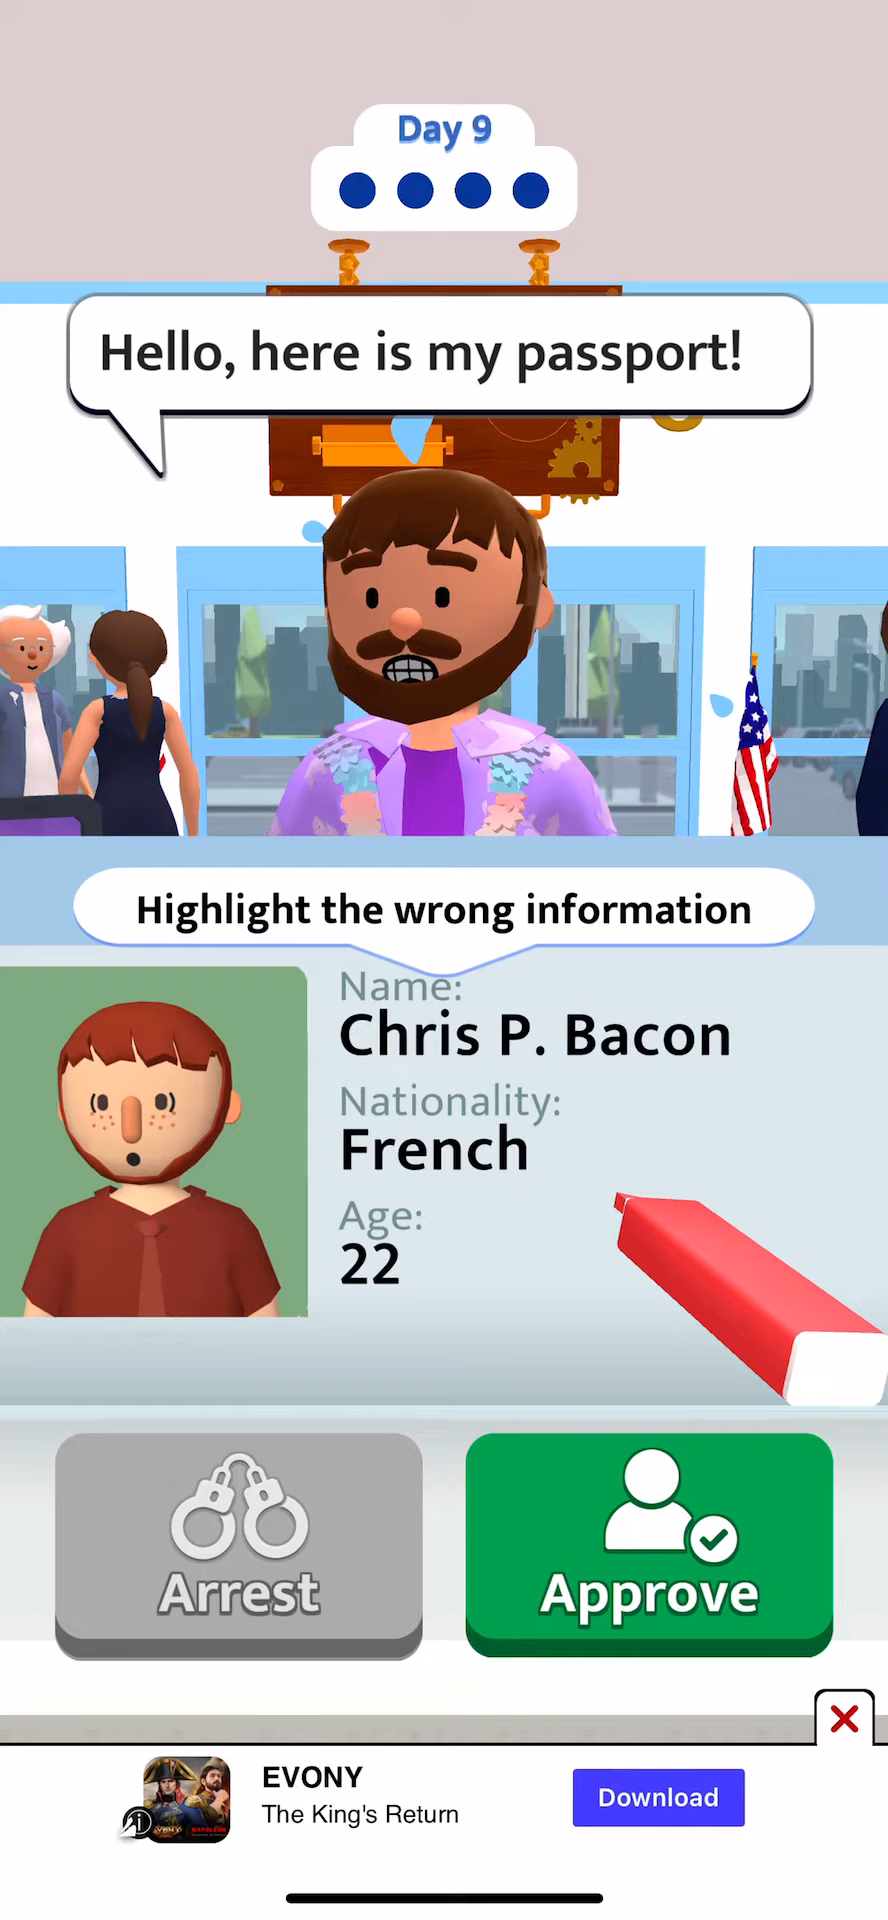 Day 9
Hello, here is my passport!
Highlight the wrong information
Name:
Chris P. Bacon
Nationality:
French
Age:
22
Arrest
Approve
EVONY
The King's Return
Download